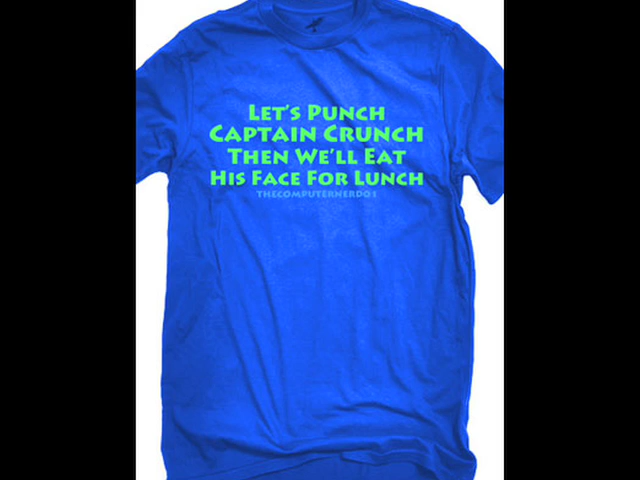 Let's Punch
Captain Crunch
Then We'll Eat
His Face For Lunch
thecomputernerd01